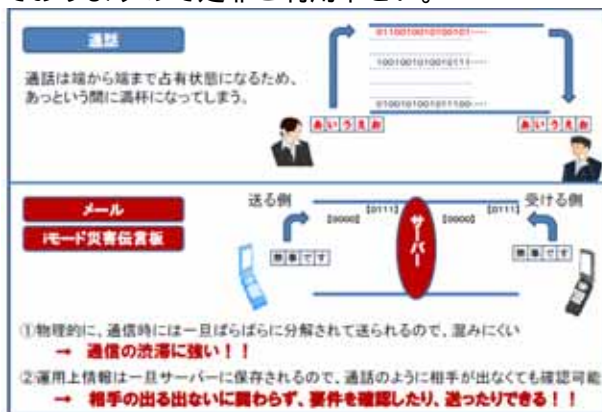 通話
通話は端から端まで占有状態になるため、
あっという間に満杯になってしまう。
011001001010010101‥‥
100100101001011‥‥
010010100101100‥‥
あいうえお
あいうえお
メール
iモード災害伝言板
送る側
受ける側
【0000】
【0111】
サーバー
【0000】
【0111】
無事です
無事です
①物理的に、通信時には一旦ばらばらに分解されて送られるので、混みにくい
→ 通信の渋滞に強い！！
②運用上情報は一旦サーバーに保存されるので、通話のように相手が出なくても確認可能
→ 相手の出る出ないに関わらず、要件を確認したり、送ったりできる！！